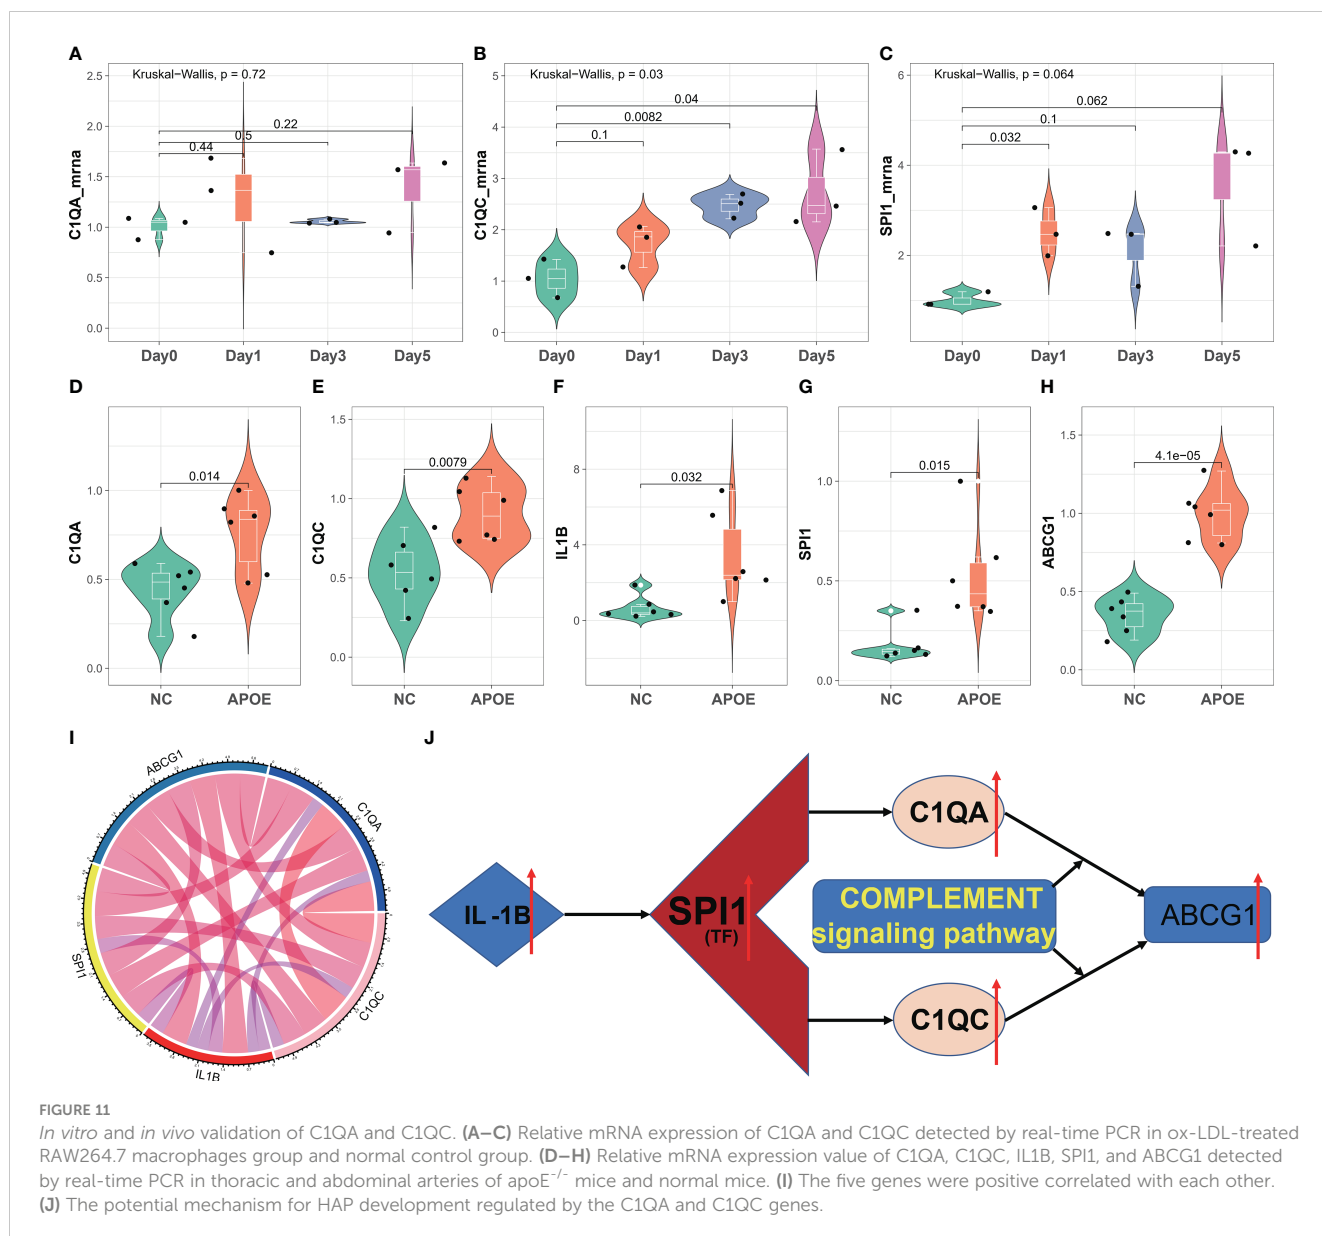 A
Kruskal−Wallis, p = 0.72
2.5
2.0
1.5
1.0
0.5
0.0
C1QA_mrna
0.22
0.5
0.44
Day0 Day1 Day3 Day5
B
Kruskal−Wallis, p = 0.03
5
4
3
2
1
0
C1QC_mrna
0.04
0.0082
0.1
Day0 Day1 Day3 Day5
C
Kruskal−Wallis, p = 0.064
6
4
2
SPI1_mrna
0.062
0.1
0.032
Day0 Day1 Day3 Day5
D
1.0
0.5
0.0
C1QA
0.014
NC APOE
E
1.5
1.0
0.5
0.0
C1QC
0.0079
NC APOE
F
8
4
0
IL1B
0.032
NC APOE
G
1.0
0.5
0.0
SPI1
0.015
NC APOE
H
1.5
1.0
0.5
0.0
ABCG1
4.1e−05
NC APOE
I
ABCG1
C1QA
C1QC
IL1B
SPI1
J
IL -1B
SPI1
(TF)
C1QA
COMPLEMENT
signaling pathway
C1QC
ABCG1
FIGURE 11
In vitro and in vivo validation of C1QA and C1QC. (A–C) Relative mRNA expression of C1QA and C1QC detected by real-time PCR in ox-LDL-treated
RAW264.7 macrophages group and normal control group. (D–H) Relative mRNA expression value of C1QA, C1QC, IL1B, SPI1, and ABCG1 detected
by real-time PCR in thoracic and abdominal arteries of apoE−/− mice and normal mice. (I) The five genes were positive correlated with each other.
(J) The potential mechanism for HAP development regulated by the C1QA and C1QC genes.